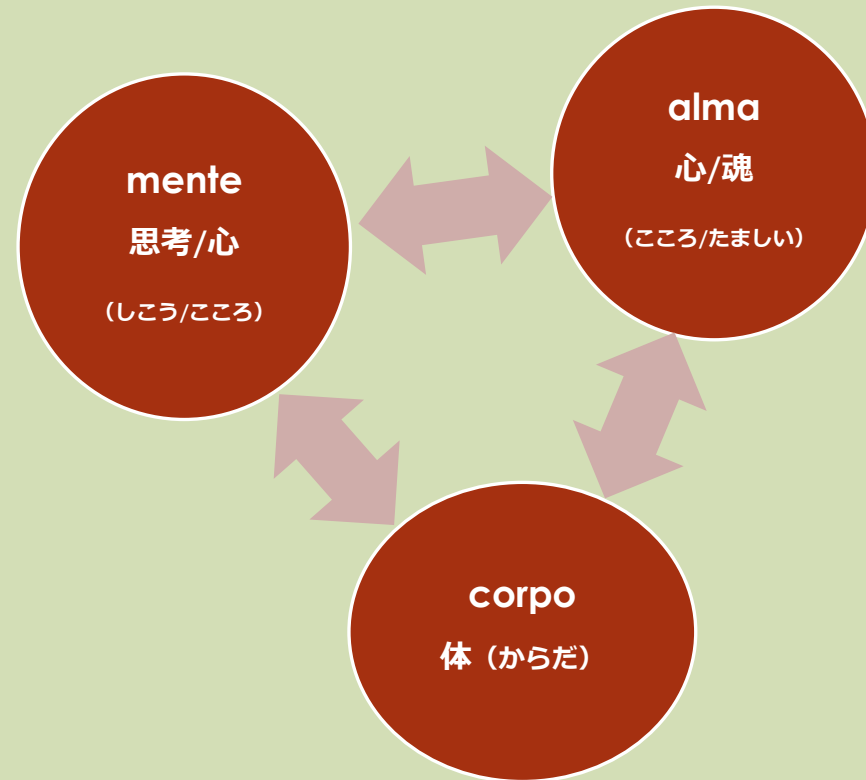 mente
思考/心
（しこう/こころ）
alma
心/魂
（こころ/たましい）
corpo
体（からだ）